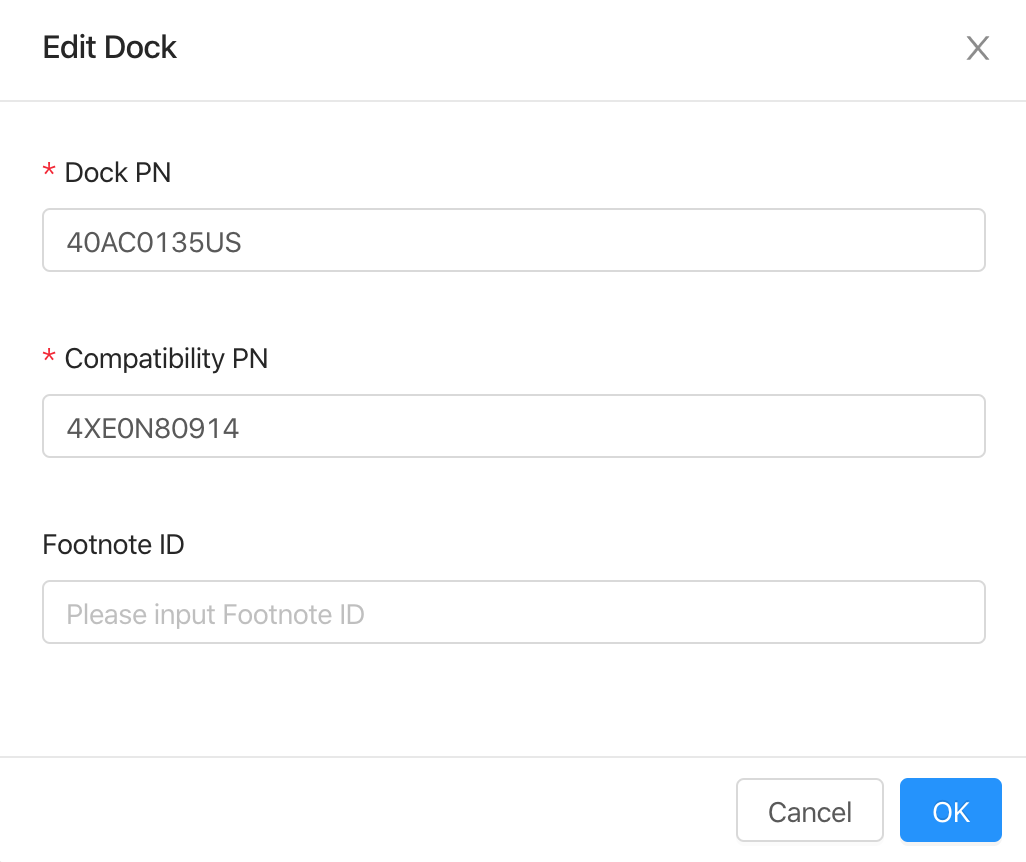 Edit Dock
* Dock PN
40AC0135US
* Compatibility PN
4XE0N80914
Footnote ID
Please input Footnote ID
Cancel
OK